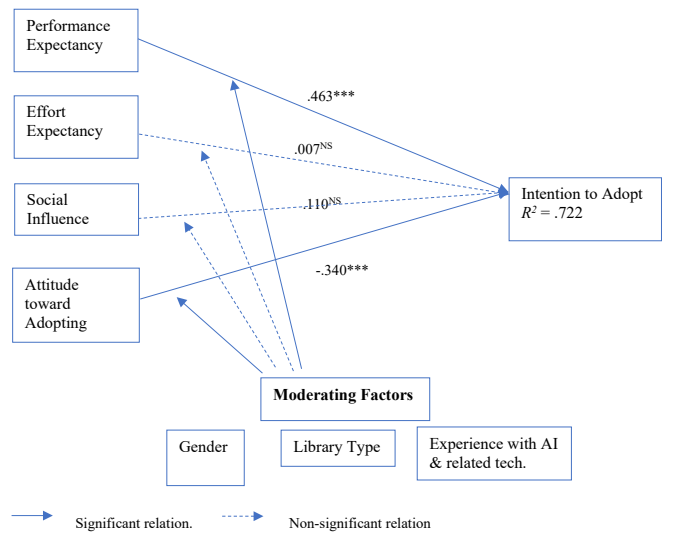 Performance
Expectancy
.463***
Effort
Expectancy
.007NS
Social
Influence
.110NS
Intention to Adopt
R² = .722
Attitude
toward
Adopting
-.340***
Moderating Factors
Gender
Library Type
Experience with AI
& related tech.
Significant relation.
Non-significant relation